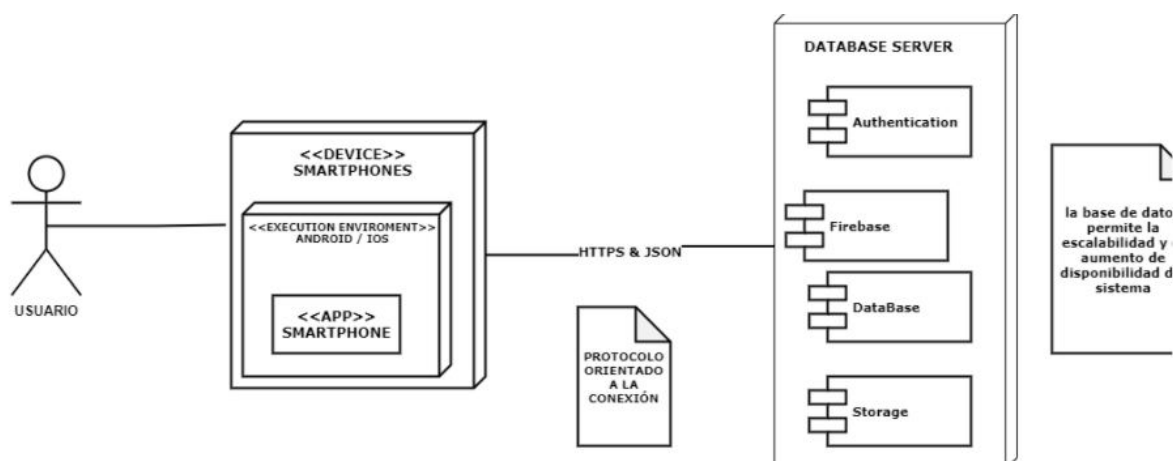 USUARIO
<<DEVICE>>
SMARTPHONES
<<EXECUTION ENVIROMENT>>
ANDROID / IOS
<<APP>>
SMARTPHONE
HTTPS & JSON
PROTOCOLO
ORIENTADO
A LA
CONEXIÓN
DATABASE SERVER
Authentication
Firebase
DataBase
Storage
la base de dato
permite la
escalabilidad y
aumento de
disponibilidad d
sistema